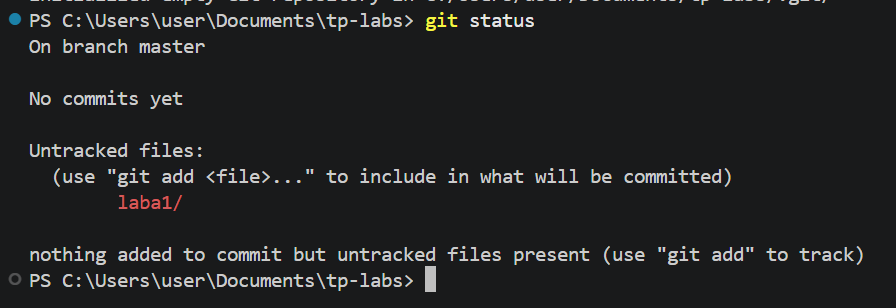 PS C:\Users\user\Documents\tp-labs> git status
On branch master
No commits yet
Untracked files:
(use "git add <file>..." to include in what will be committed)
laba1/
nothing added to commit but untracked files present (use "git add" to track)
PS C:\Users\user\Documents\tp-labs>